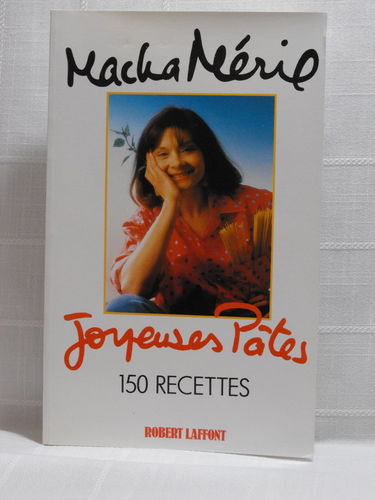 Macha Méril
Joyeuses Pâtes
150 RECETTES
ROBERT LAFFONT